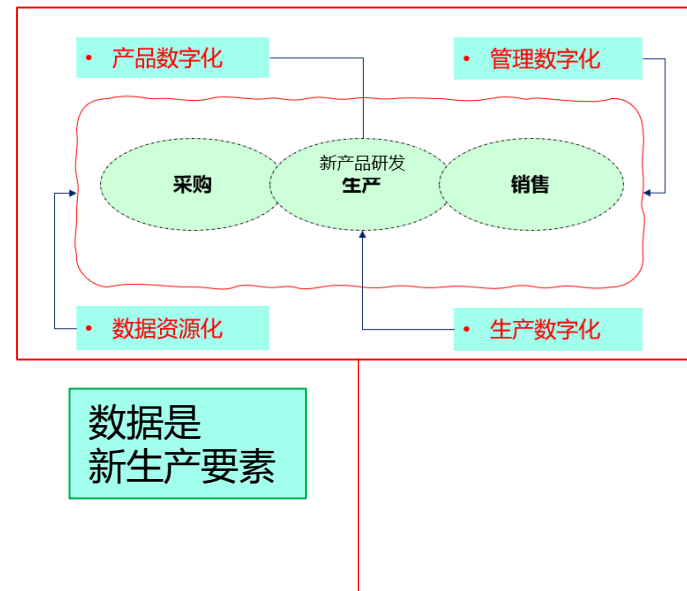 • 产品数字化
• 管理数字化
新产品研发
采购
生产
销售
• 数据资源化
• 生产数字化
数据是
新生产要素